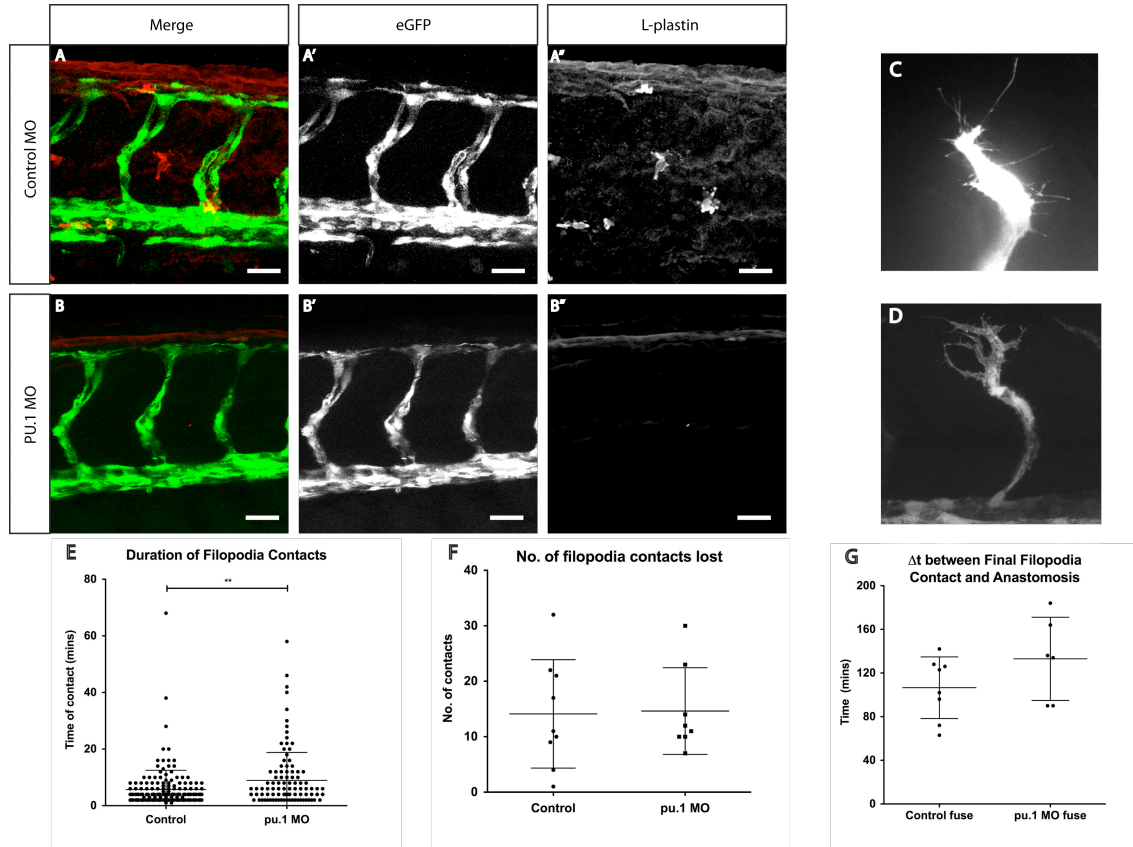 Merge
eGFP
L-plastin
Control MO
A
A'
A"
C
PU.1 MO
B
B'
B"
D
E
Duration of Filopodia Contacts
**
80
60
40
20
0
Time of contact (mins)
Control
pu.1 MO
F
No. of filopodia contacts lost
40
30
20
10
0
No. of contacts
Control
pu.1 MO
G
Δt between Final Filopodia
Contact and Anastomosis
200
160
120
80
40
0
Time (mins)
Control fuse
pu.1 MO fuse